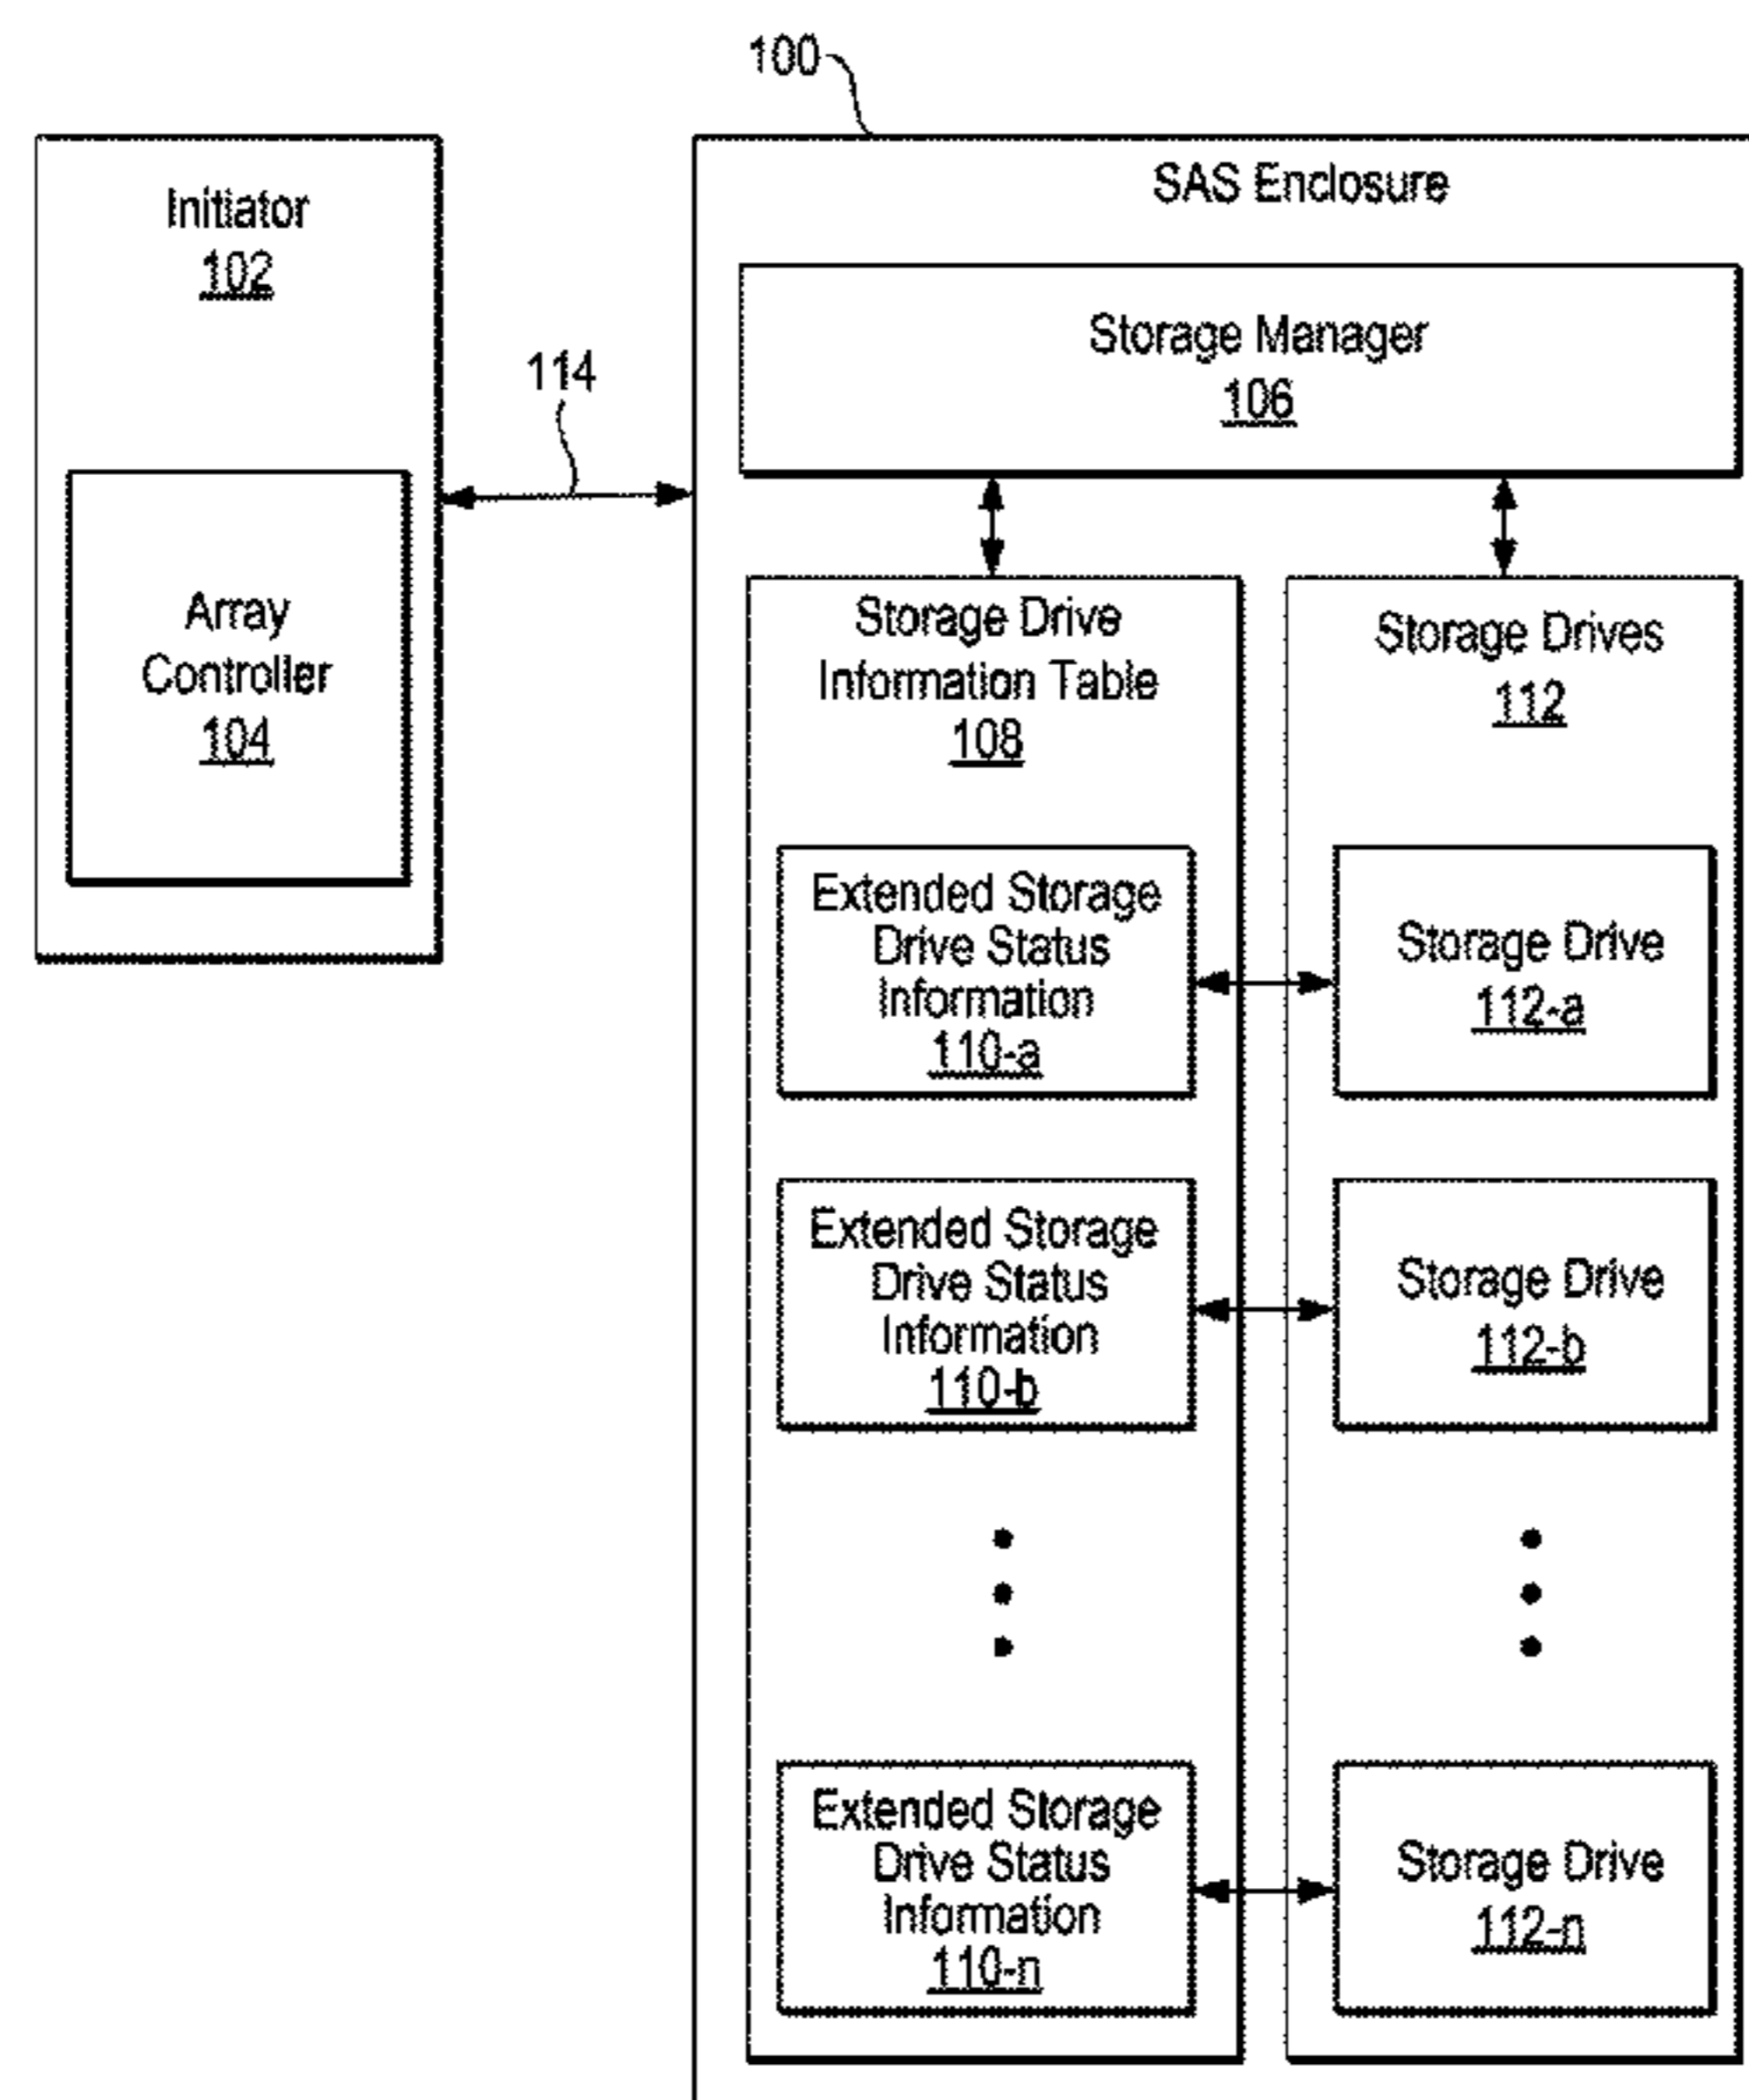 100
Initiator
102
Array
Controller
104
114
SAS Enclosure
Storage Manager
106
Storage Drive
Information Table
108
Storage Drives
112
Extended Storage
Drive Status
Information
110-a
Storage Drive
112-a
Extended Storage
Drive Status
Information
110-b
Storage Drive
112-b
Extended Storage
Drive Status
Information
110-n
Storage Drive
112-n